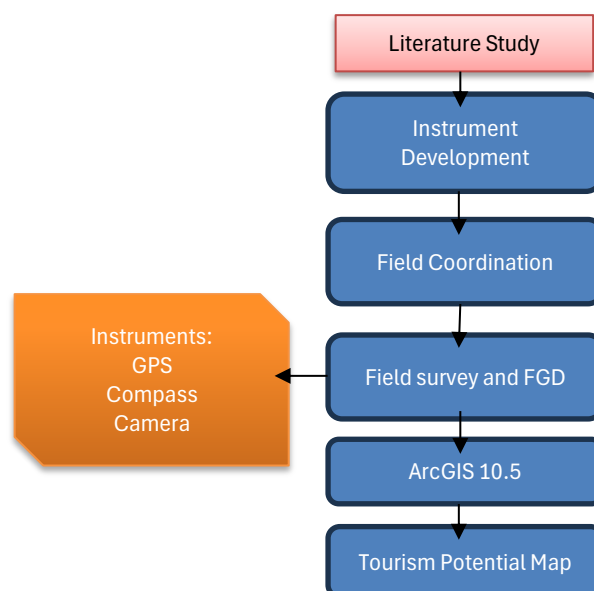 Literature Study
Instrument
Development
Field Coordination
Instruments:
GPS
Compass
Camera
Field survey and FGD
ArcGIS 10.5
Tourism Potential Map